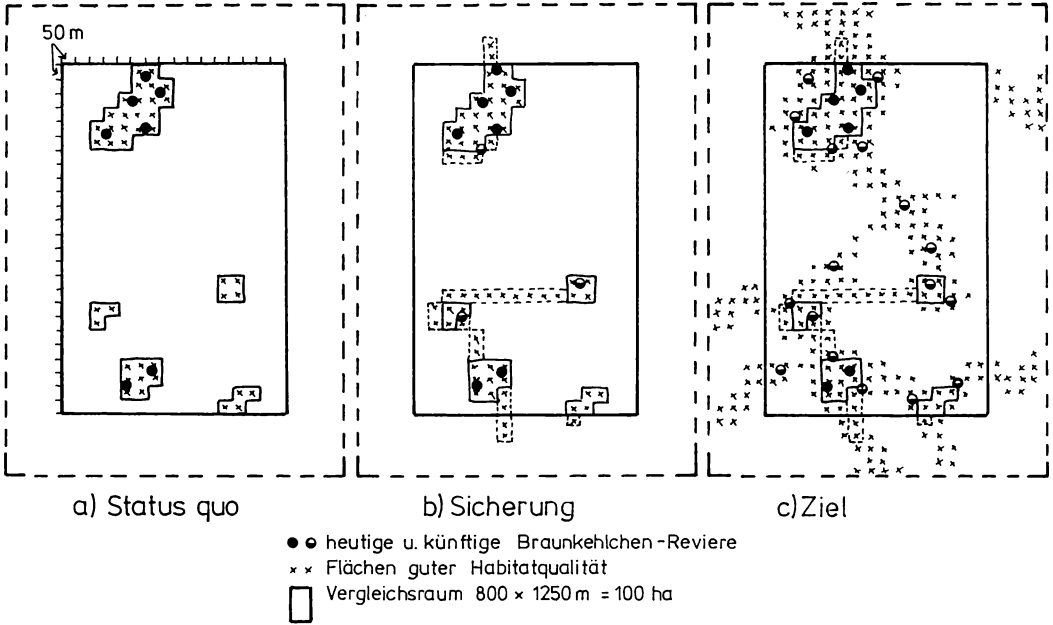 50 m
a) Status quo
b) Sicherung
c) Ziel
heutige u. künftige Braunkehlchen-Reviere
Flächen guter Habitatqualität
Vergleichsraum 800 × 1250 m = 100 ha